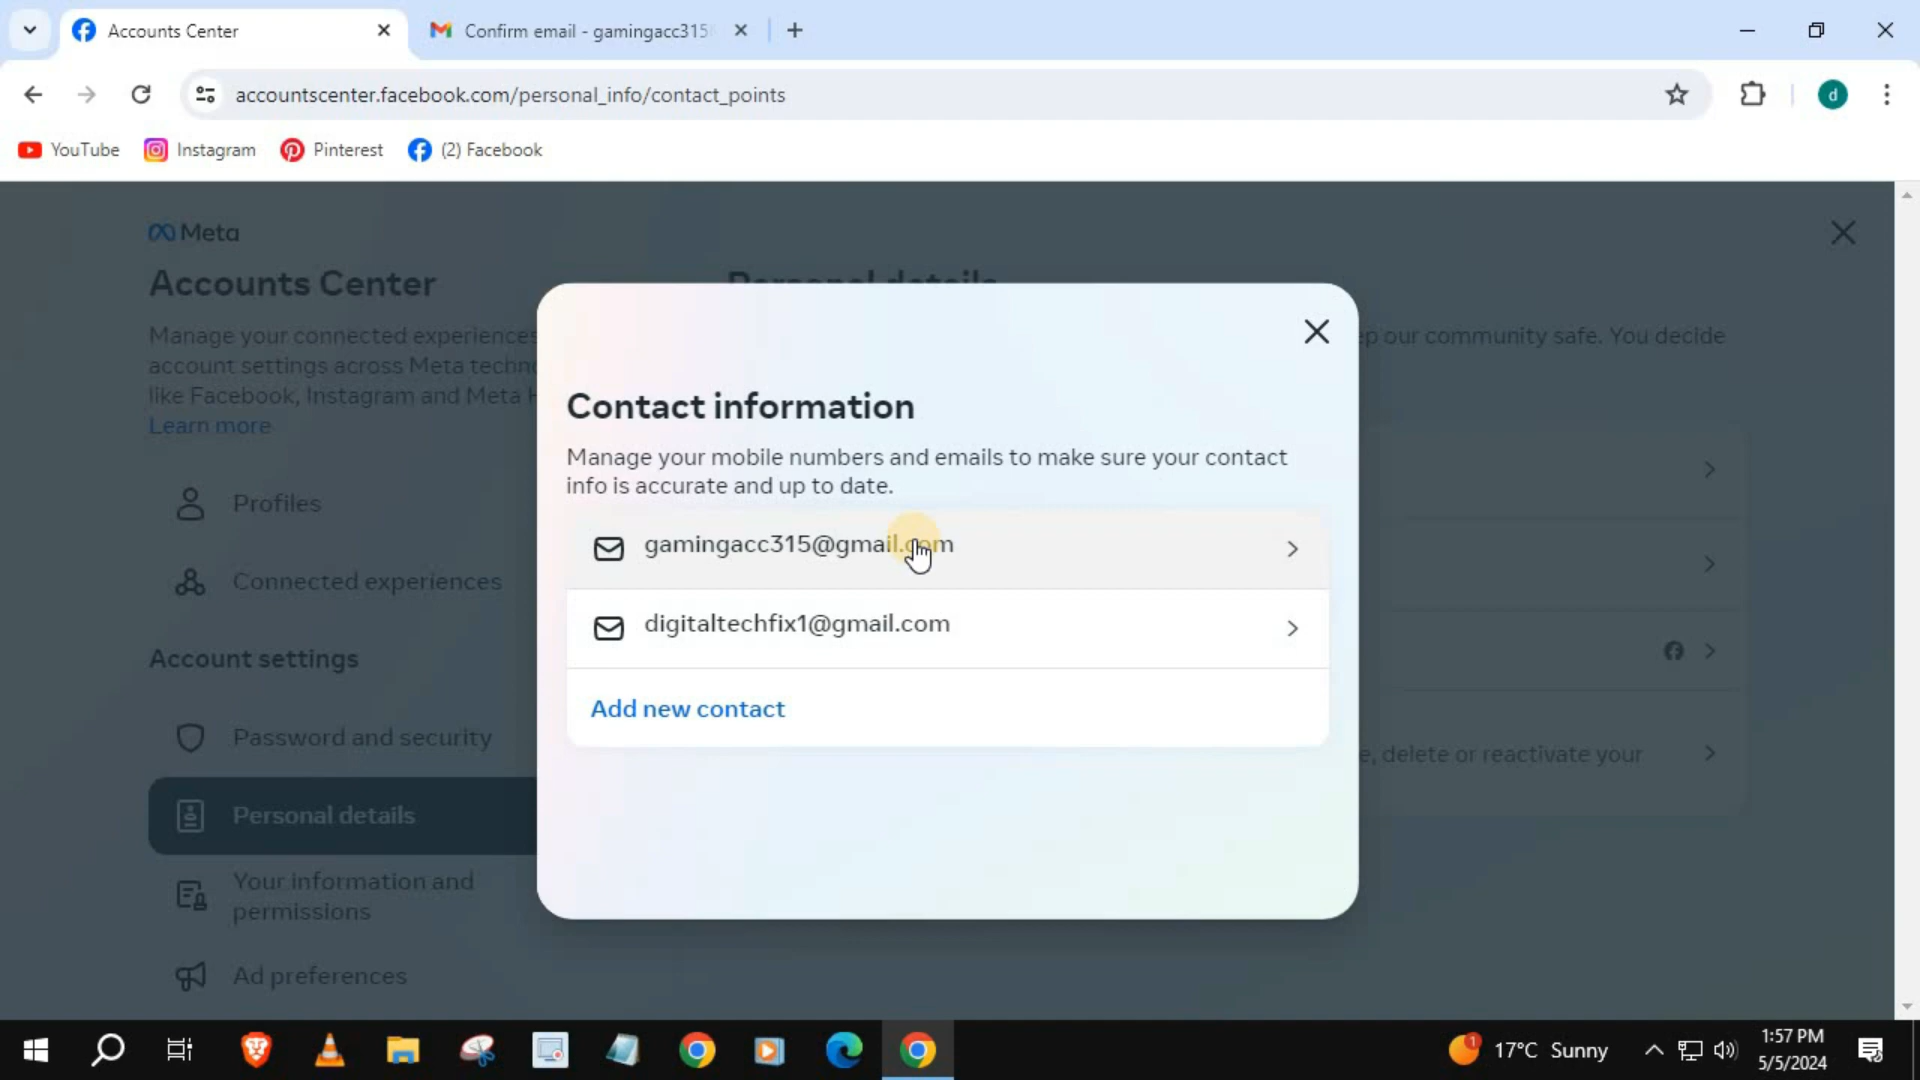 Accounts Center
Confirm email - gamingacc315
accountscenter.facebook.com/personal_info/contact_points
d
YouTube
Instagram
Pinterest
(2) Facebook
Meta
Accounts Center
Manage your connected experiences
account settings across Meta techno
like Facebook, Instagram and Meta H
Learn more
Profiles
Connected experiences
Account settings
Password and security
Personal details
Your information and
permissions
Ad preferences
Personal details
ep our community safe. You decide
e, delete or reactivate your
Contact information
Manage your mobile numbers and emails to make sure your contact
info is accurate and up to date.
gamingacc315@gmail.com
digitaltechfix1@gmail.com
Add new contact
1
17°C Sunny
1:57 PM
5/5/2024